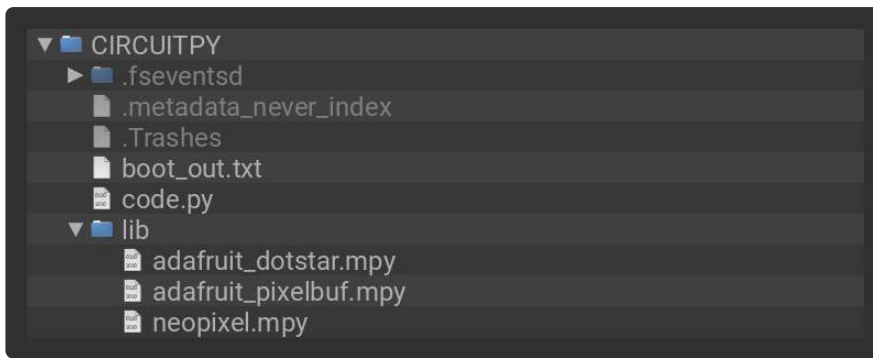 CIRCUITPY
.fseventsd
.metadata_never_index
.Trashes
boot_out.txt
code.py
lib
adafruit_dotstar.mpy
adafruit_pixelbuf.mpy
neopixel.mpy